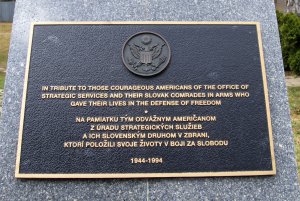 IN TRIBUTE TO THOSE COURAGEOUS AMERICANS OF THE OFFICE OF
STRATEGIC SERVICES AND THEIR SLOVAK COMRADES IN ARMS WHO
GAVE THEIR LIVES IN THE DEFENSE OF FREEDOM
NA PAMIATKU TÝM ODVÁŽNYM AMERIČANOM
Z ÚRADU STRATEGICKÝCH SLUŽIEB
A ICH SLOVENSKÝM DRUHOM V ZBRANI,
KTORÍ POLOŽILI SVOJE ŽIVOTY V BOJI ZA SLOBODU
1944-1994